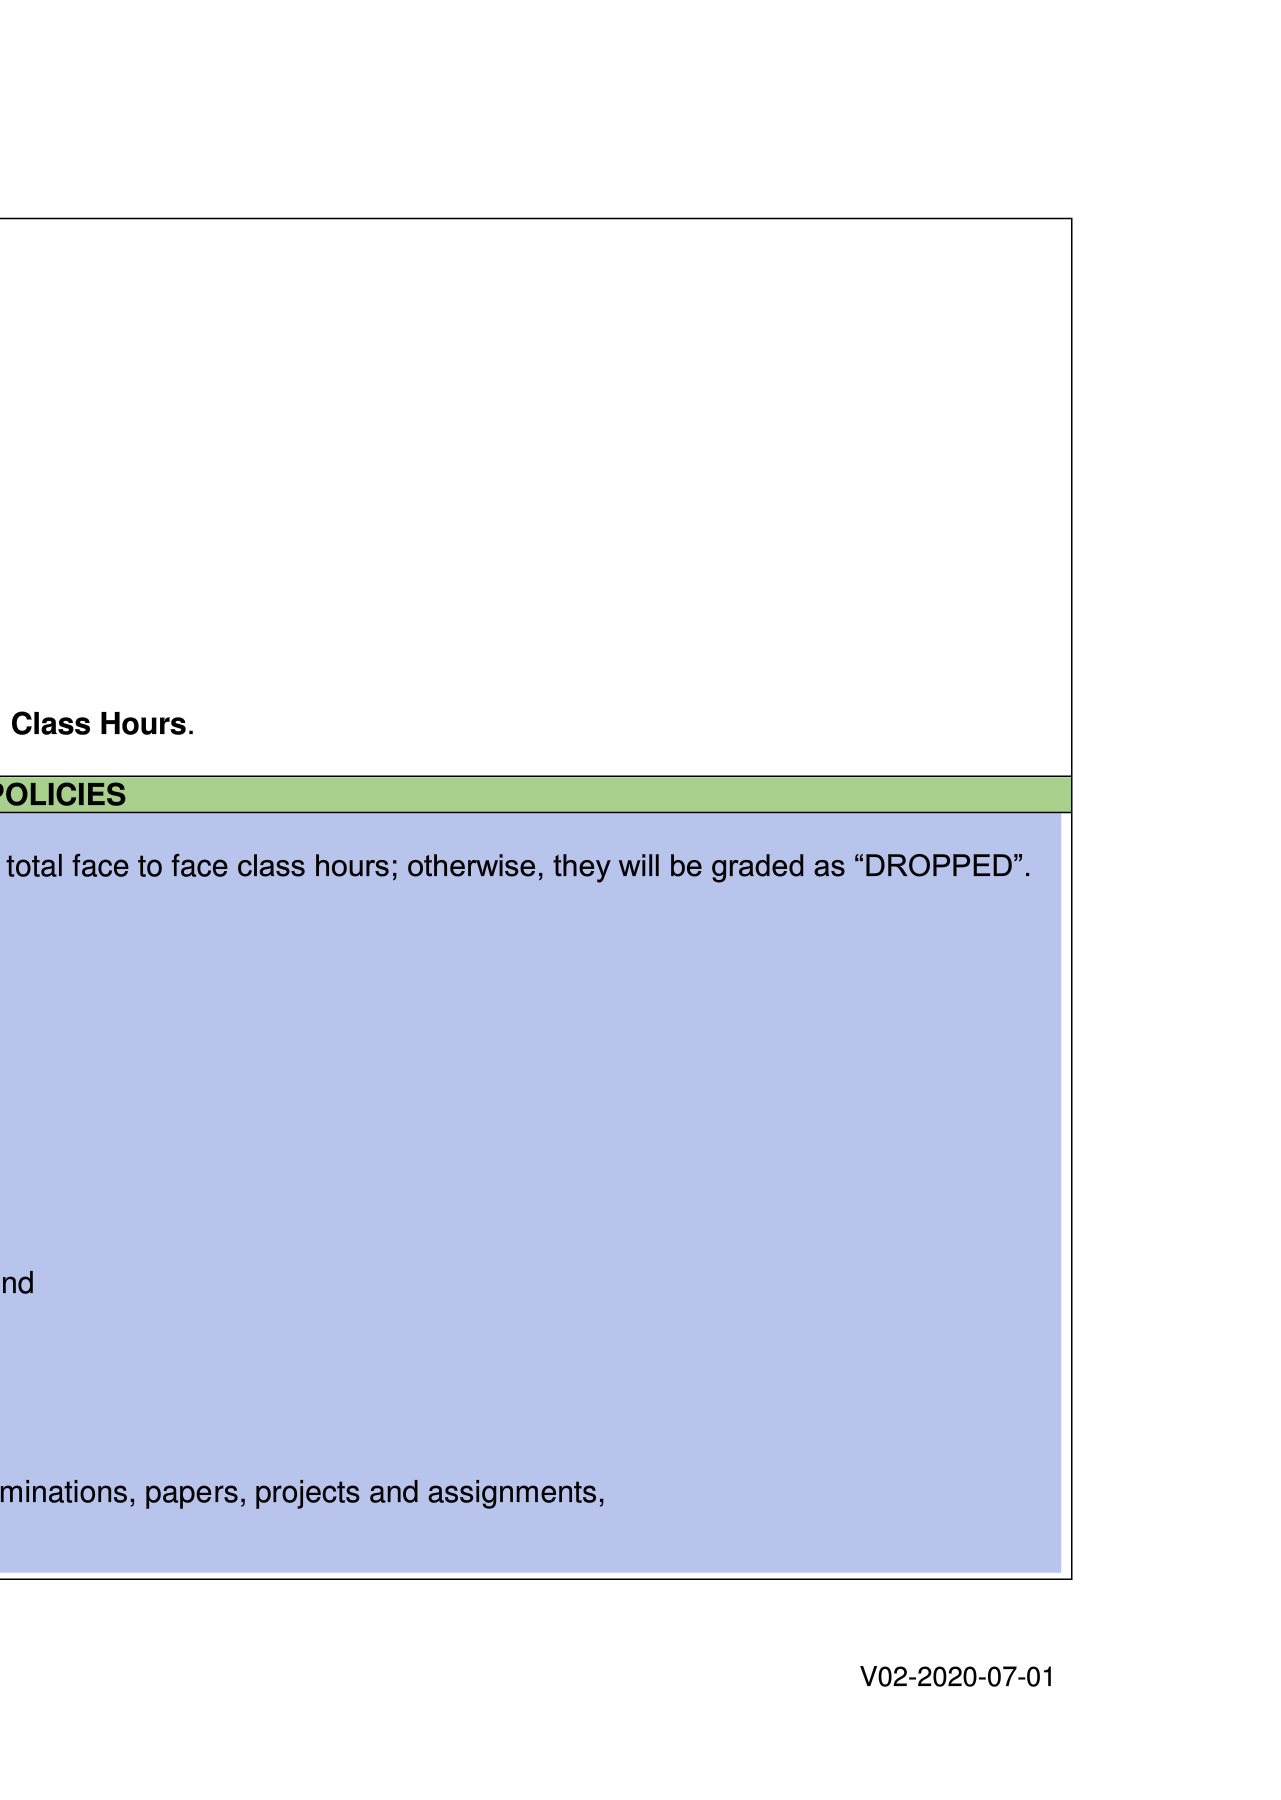 Class Hours.
POLICIES
total face to face class hours; otherwise, they will be graded as “DROPPED”.
nd
minations, papers, projects and assignments,
V02-2020-07-01